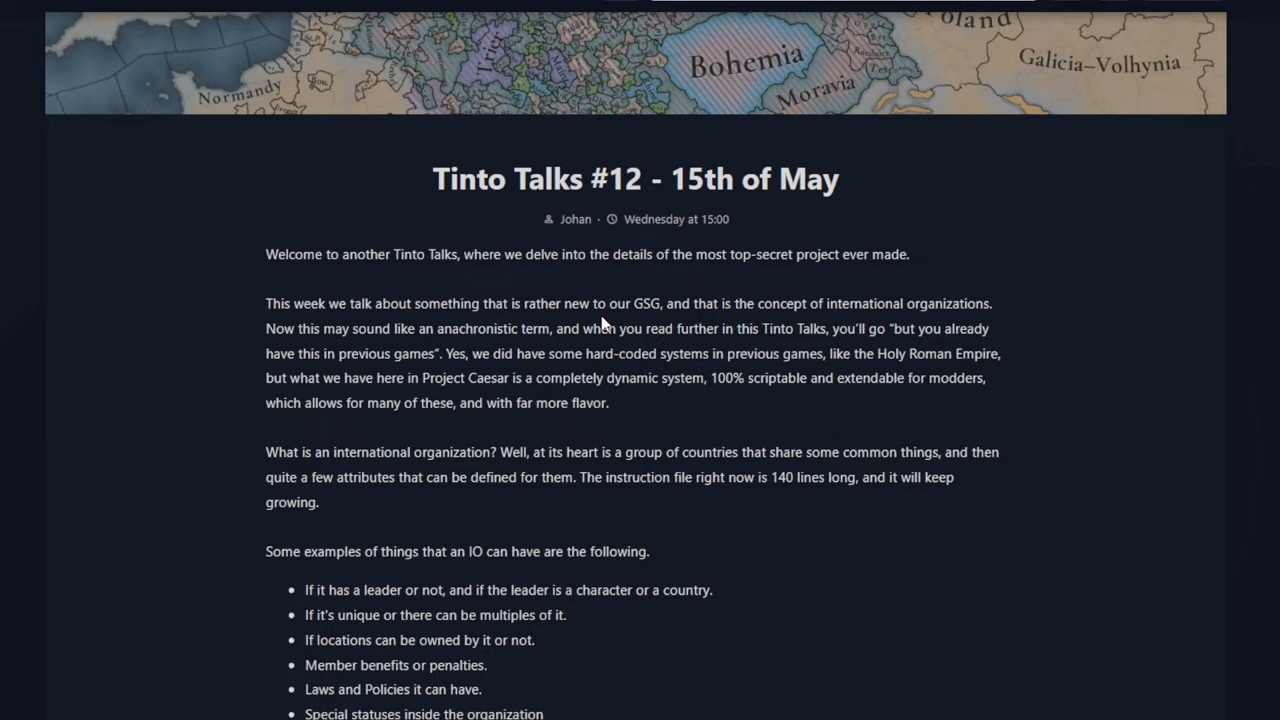 oland
Bohemia
Galicia–Volhynia
Normandy
Moravia
Tinto Talks #12 - 15th of May
Johan · Wednesday at 15:00
Welcome to another Tinto Talks, where we delve into the details of the most top-secret project ever made.
This week we talk about something that is rather new to our GSG, and that is the concept of international organizations.
Now this may sound like an anachronistic term, and when you read further in this Tinto Talks, you’ll go “but you already
have this in previous games”. Yes, we did have some hard-coded systems in previous games, like the Holy Roman Empire,
but what we have here in Project Caesar is a completely dynamic system, 100% scriptable and extendable for modders,
which allows for many of these, and with far more flavor.
What is an international organization? Well, at its heart is a group of countries that share some common things, and then
quite a few attributes that can be defined for them. The instruction file right now is 140 lines long, and it will keep
growing.
Some examples of things that an IO can have are the following.
• If it has a leader or not, and if the leader is a character or a country.
• If it's unique or there can be multiples of it.
• If locations can be owned by it or not.
• Member benefits or penalties.
• Laws and Policies it can have.
• Special statuses inside the organization